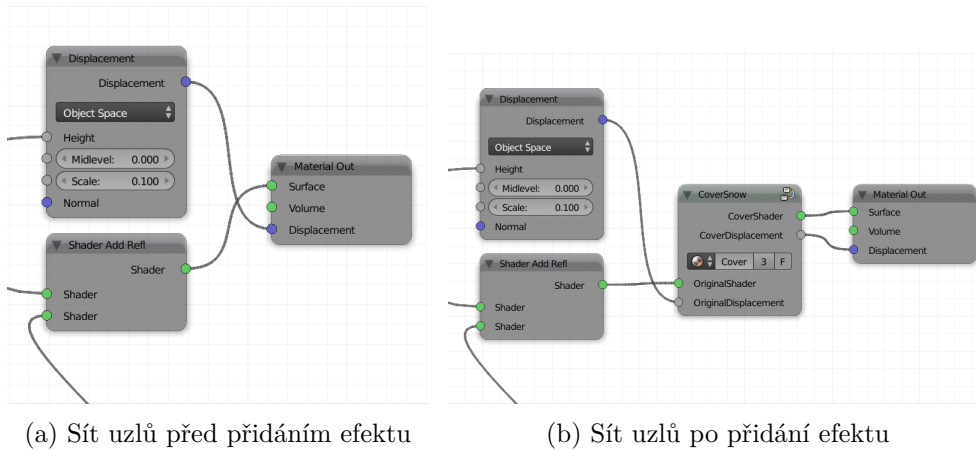 Displacement
Displacement
Object Space
Height
Midlevel: 0.000
Scale: 0.100
Normal
Material Out
Surface
Volume
Displacement
Shader Add Refl
Shader
Shader
Shader
(a) Sít uzlů před přidáním efektu
Displacement
Displacement
Object Space
Height
Midlevel: 0.000
Scale: 0.100
Normal
Shader Add Refl
Shader
Shader
Shader
CoverSnow
CoverShader
CoverDisplacement
Cover 3 F
OriginalShader
OriginalDisplacement
Material Out
Surface
Volume
Displacement
(b) Sít uzlů po přidání efektu